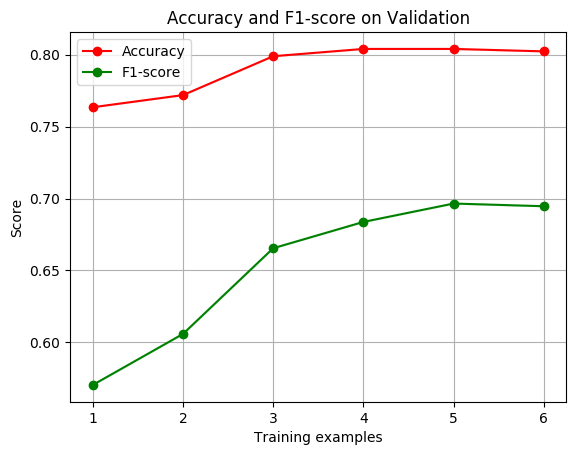 Accuracy and F1-score on Validation
Accuracy
F1-score
0.80
0.75
0.70
0.65
0.60
Score
1 2 3 4 5 6
Training examples